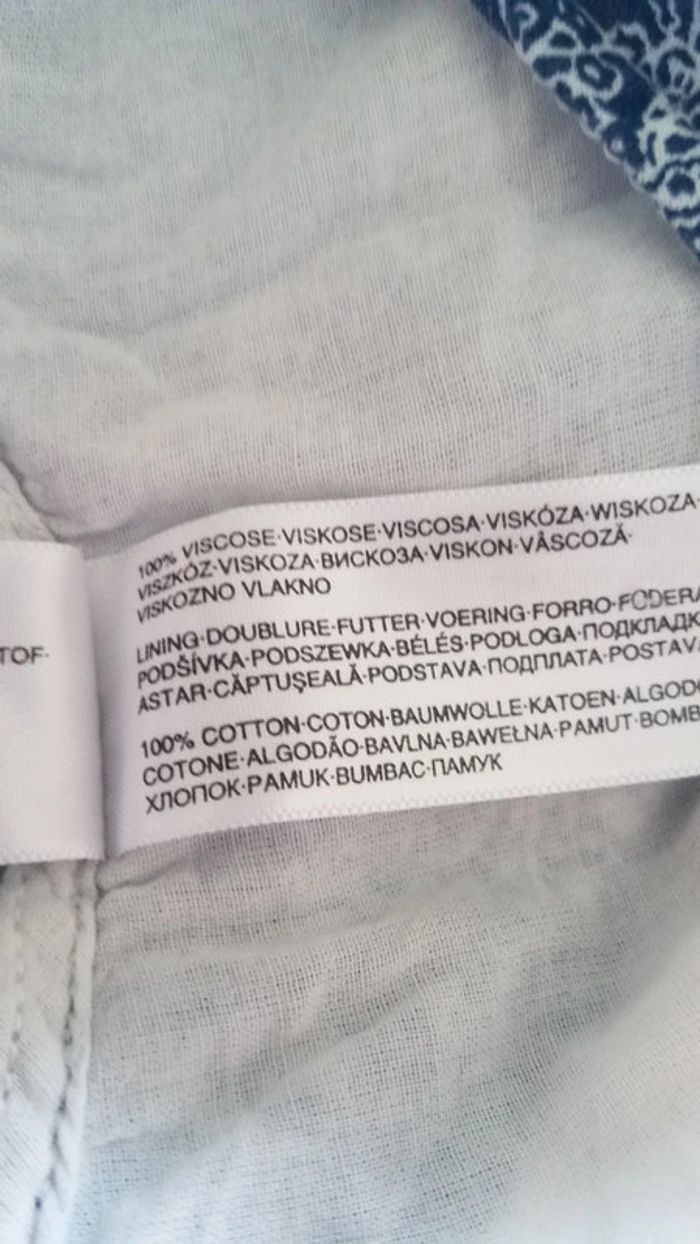 TOF·
100% VISCOSE·VISKOSE·VISCOSA·VISKÓZA·WISKOZA·
VISZKÓZ·VISKOZA·ВИСКОЗА·VISKON·VÂSCOZĂ·
VISKOZNO VLAKNO
LINING·DOUBLURE·FUTTER·VOERING·FORRO·FODERA
PODŠÍVKA·PODSZEWKA·BÉLÉS·PODLOGA·ПОДКЛАДК
ASTAR·CĂPTUŞEALĂ·PODSTAVA·ПОДПЛАТА·POSTAVA
100% COTTON·COTON·BAUMWOLLE·KATOEN·ALGOD
COTONE·ALGODÃO·BAVLNA·BAWEŁNA·PAMUT·BOMB
ХЛОПОК·PAMUK·BUMBAC·ПАМУК